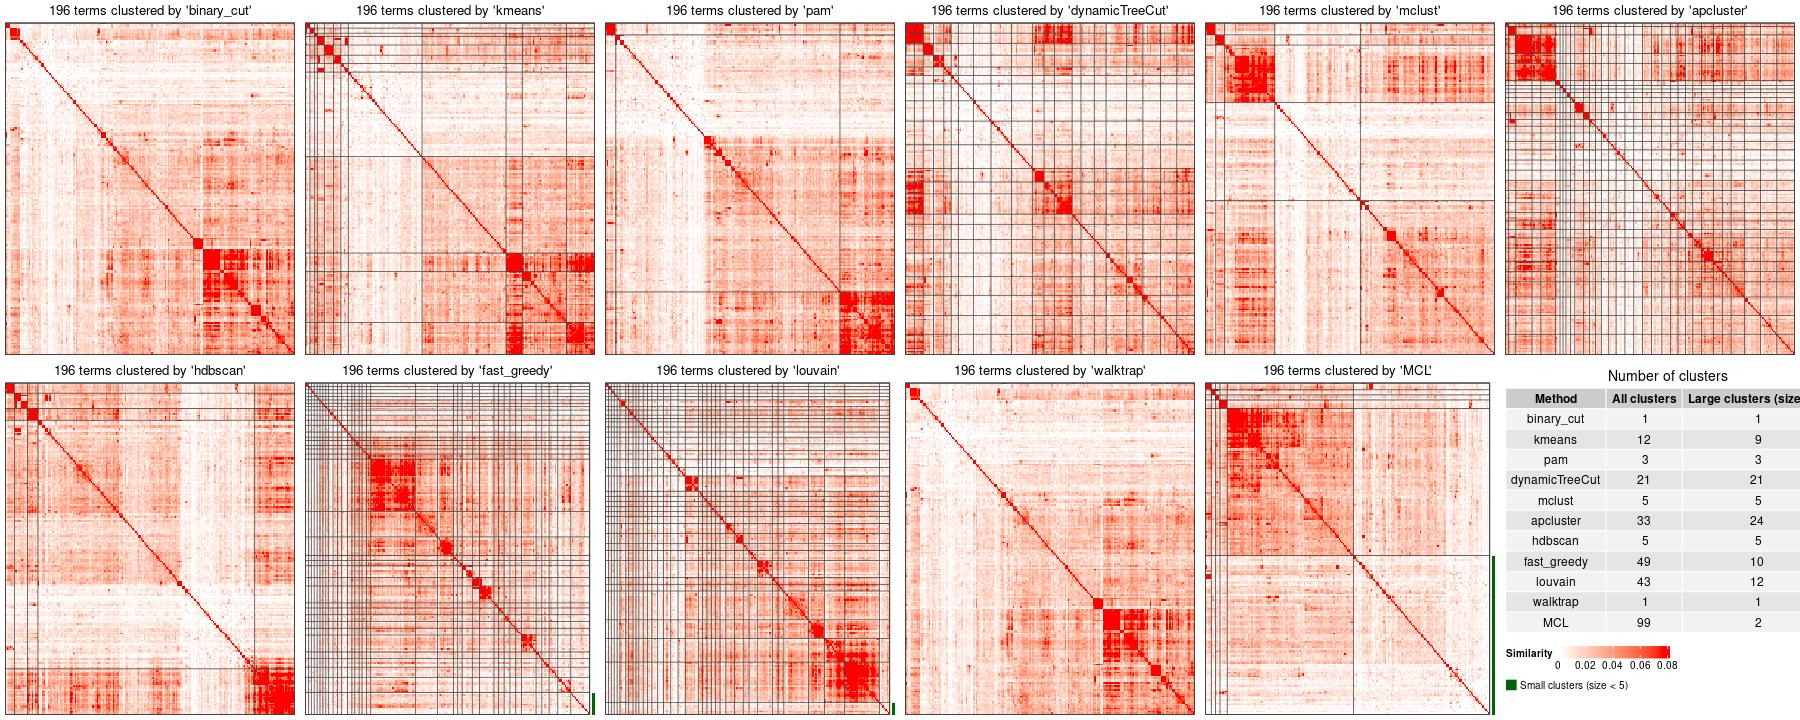 196 terms clustered by 'binary_cut'
196 terms clustered by 'kmeans'
196 terms clustered by 'pam'
196 terms clustered by 'dynamicTreeCut'
196 terms clustered by 'mclust'
196 terms clustered by 'apcluster'
196 terms clustered by 'hdbscan'
196 terms clustered by 'fast_greedy'
196 terms clustered by 'louvain'
196 terms clustered by 'walktrap'
196 terms clustered by 'MCL'
Number of clusters
Method All clusters Large clusters (size
binary_cut 1 1
kmeans 12 9
pam 3 3
dynamicTreeCut 21 21
mclust 5 5
apcluster 33 24
hdbscan 5 5
fast_greedy 49 10
louvain 43 12
walktrap 1 1
MCL 99 2
Similarity
0 0.02 0.04 0.06 0.08
Small clusters (size < 5)